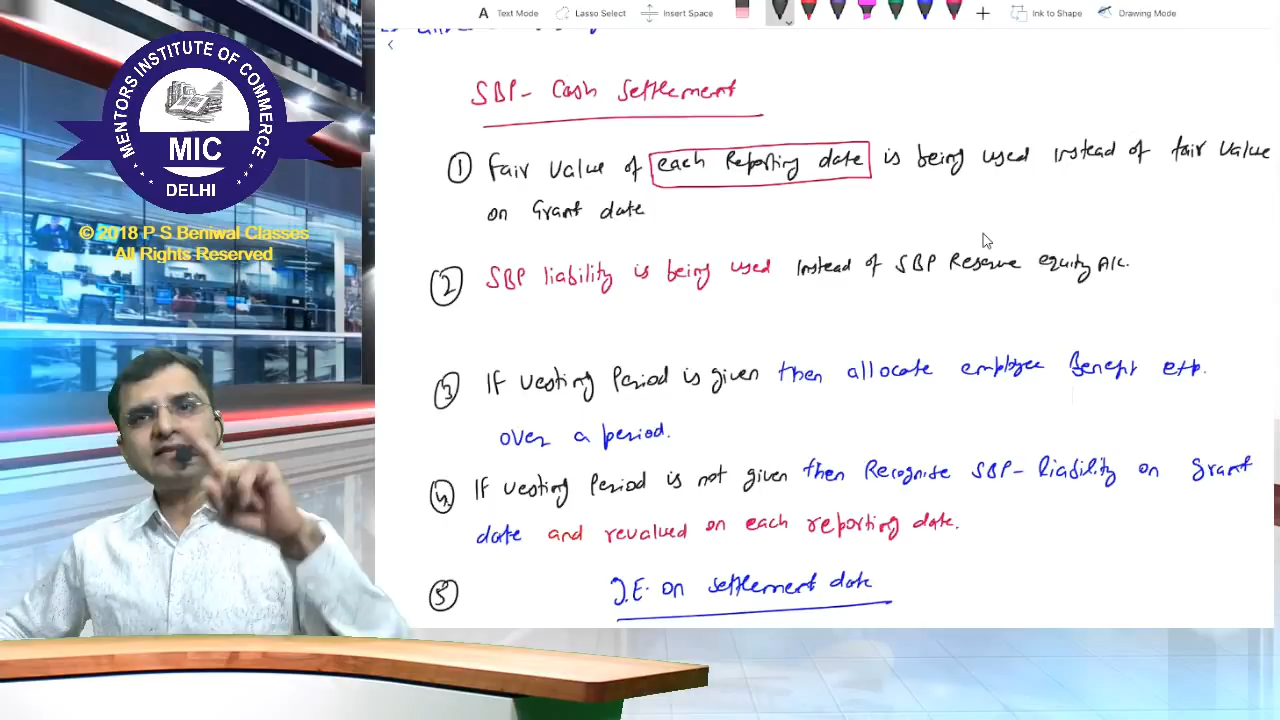 Text Mode Lasso Select Insert Space Ink to Shape Drawing Mode
MENTORS INSTITUTE OF COMMERCE
MIC
DELHI
© 2018 P S Beniwal Classes
All Rights Reserved
SBP- Cash Settlement
① Fair value of each Reporting date is being used instead of fair value
on Grant date
② SBP liability is being used instead of SBP Reserve equity A/c.
③ If vesting Period is given then allocate employee Benefit exp.
over a period.
④ If vesting Period is not given then Recognise SBP-liability on Grant
date and revalued on each reporting date.
⑤ J.E. on settlement date